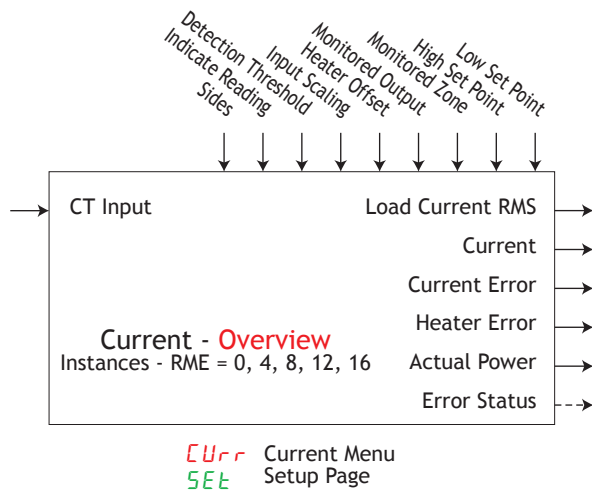 Sides
Indicate Reading
Detection Threshold
Input Scaling
Heater Offset
Monitored Output
Monitored Zone
High Set Point
Low Set Point
CT Input
Load Current RMS
Current
Current Error
Heater Error
Actual Power
Error Status
Current - Overview
Instances - RME = 0, 4, 8, 12, 16
CUrr Current Menu
SEt Setup Page